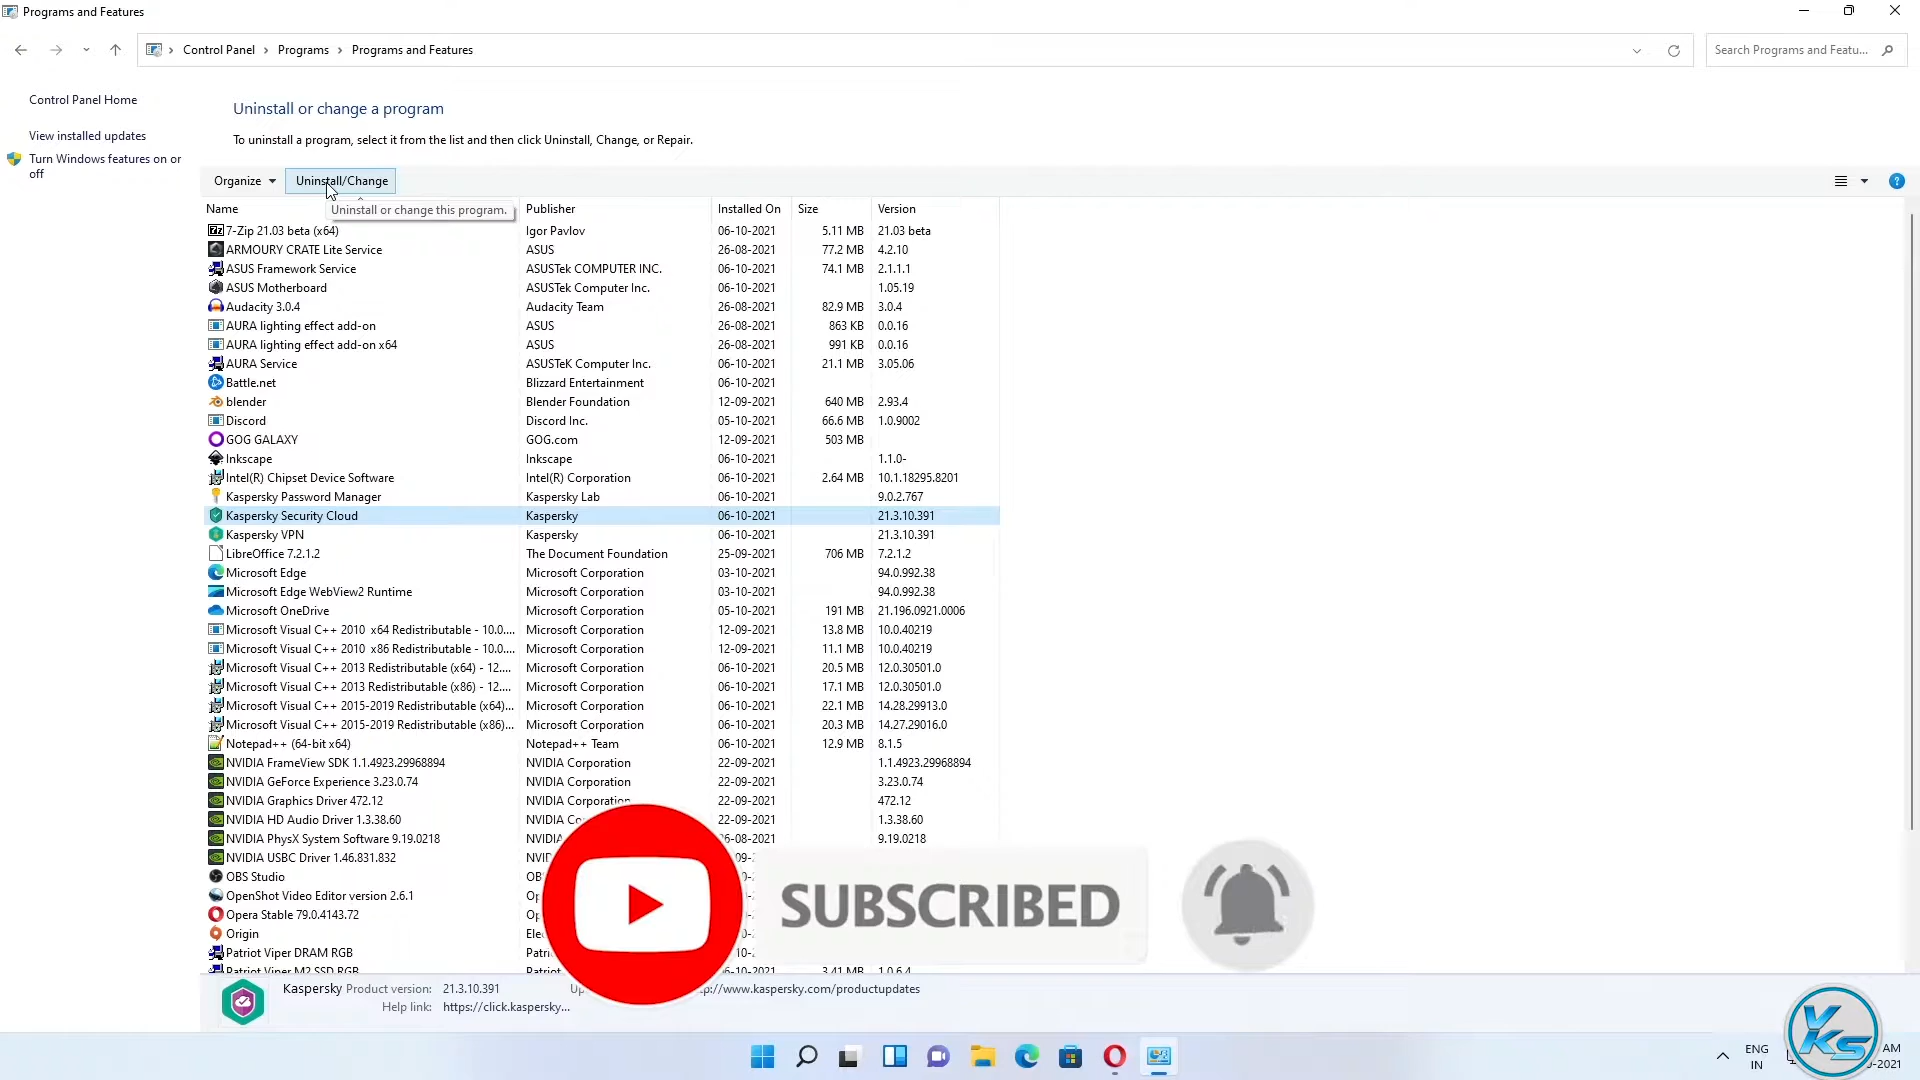 Programs and Features
Control Panel > Programs > Programs and Features
Search Programs and Featu...
Control Panel Home
View installed updates
Turn Windows features on or
off
Uninstall or change a program
To uninstall a program, select it from the list and then click Uninstall, Change, or Repair.
Organize Uninstall/Change
Uninstall or change this program.
Name Publisher Installed On Size Version
7-Zip 21.03 beta (x64) Igor Pavlov 06-10-2021 5.11 MB 21.03 beta
ARMOURY CRATE Lite Service ASUS 26-08-2021 77.2 MB 4.2.10
ASUS Framework Service ASUSTek COMPUTER INC. 06-10-2021 74.1 MB 2.1.1.1
ASUS Motherboard ASUSTek Computer Inc. 06-10-2021 1.05.19
Audacity 3.0.4 Audacity Team 26-08-2021 82.9 MB 3.0.4
AURA lighting effect add-on ASUS 26-08-2021 863 KB 0.0.16
AURA lighting effect add-on x64 ASUS 26-08-2021 991 KB 0.0.16
AURA Service ASUSTeK Computer Inc. 06-10-2021 21.1 MB 3.05.06
Battle.net Blizzard Entertainment 06-10-2021
blender Blender Foundation 12-09-2021 640 MB 2.93.4
Discord Discord Inc. 05-10-2021 66.6 MB 1.0.9002
GOG GALAXY GOG.com 12-09-2021 503 MB
Inkscape Inkscape 06-10-2021 1.1.0-
Intel(R) Chipset Device Software Intel(R) Corporation 06-10-2021 2.64 MB 10.1.18295.8201
Kaspersky Password Manager Kaspersky Lab 06-10-2021 9.0.2.767
Kaspersky Security Cloud Kaspersky 06-10-2021 21.3.10.391
Kaspersky VPN Kaspersky 06-10-2021 21.3.10.391
LibreOffice 7.2.1.2 The Document Foundation 25-09-2021 706 MB 7.2.1.2
Microsoft Edge Microsoft Corporation 03-10-2021 94.0.992.38
Microsoft Edge WebView2 Runtime Microsoft Corporation 03-10-2021 94.0.992.38
Microsoft OneDrive Microsoft Corporation 05-10-2021 191 MB 21.196.0921.0006
Microsoft Visual C++ 2010 x64 Redistributable - 10.0.... Microsoft Corporation 12-09-2021 13.8 MB 10.0.40219
Microsoft Visual C++ 2010 x86 Redistributable - 10.0.... Microsoft Corporation 12-09-2021 11.1 MB 10.0.40219
Microsoft Visual C++ 2013 Redistributable (x64) - 12.... Microsoft Corporation 06-10-2021 20.5 MB 12.0.30501.0
Microsoft Visual C++ 2013 Redistributable (x86) - 12.... Microsoft Corporation 06-10-2021 17.1 MB 12.0.30501.0
Microsoft Visual C++ 2015-2019 Redistributable (x64)... Microsoft Corporation 06-10-2021 22.1 MB 14.28.29913.0
Microsoft Visual C++ 2015-2019 Redistributable (x86)... Microsoft Corporation 06-10-2021 20.3 MB 14.27.29016.0
Notepad++ (64-bit x64) Notepad++ Team 06-10-2021 12.9 MB 8.1.5
NVIDIA FrameView SDK 1.1.4923.29968894 NVIDIA Corporation 22-09-2021 1.1.4923.29968894
NVIDIA GeForce Experience 3.23.0.74 NVIDIA Corporation 22-09-2021 3.23.0.74
NVIDIA Graphics Driver 472.12 NVIDIA Corporation 22-09-2021 472.12
NVIDIA HD Audio Driver 1.3.38.60 NVIDIA 22-09-2021 1.3.38.60
NVIDIA PhysX System Software 9.19.0218 NVIDIA 26-08-2021 9.19.0218
NVIDIA USBC Driver 1.46.831.832
OBS Studio
OpenShot Video Editor version 2.6.1
Opera Stable 79.0.4143.72
Origin
Patriot Viper DRAM RGB
Patriot Viper M2 SSD RGB Patriot 3.41 MB 1.0.6.4
SUBSCRIBED
Kaspersky Product version: 21.3.10.391 ://www.kaspersky.com/productupdates
Help link: https://click.kaspersky...
ENG
IN
AM
-2021
YKS